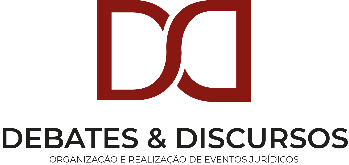 DEBATES & DISCURSOS
ORGANIZAÇÃO E REALIZAÇÃO DE EVENTOS JURÍDICOS